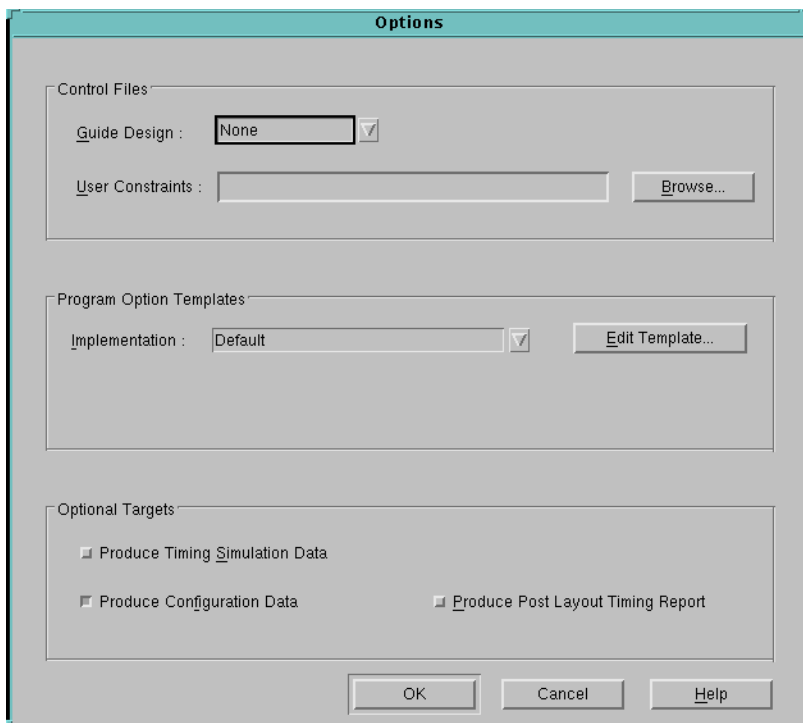 Options
Control Files
Guide Design : None
User Constraints : Browse...
Program Option Templates
Implementation : Default Edit Template...
Optional Targets
Produce Timing Simulation Data
Produce Configuration Data Produce Post Layout Timing Report
OK Cancel Help